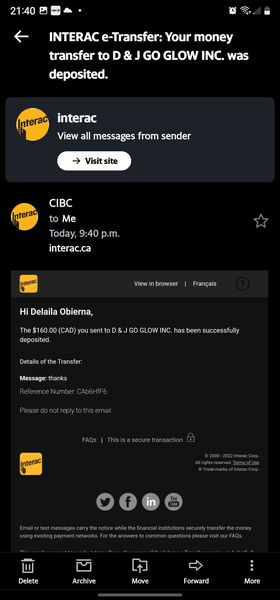 21:40
INTERAC e-Transfer: Your money
transfer to D & J GO GLOW INC. was
deposited.
Interac
interac
View all messages from sender
→ Visit site
Interac
CIBC
to Me
Today, 9:40 p.m.
interac.ca
Interac
View in browser | Français
?
Hi Delaila Obierna,
The $160.00 (CAD) you sent to D & J GO GLOW INC. has been successfully
deposited.
Details of the Transfer:
Message: thanks
Reference Number: CAb6HfF6
Please do not reply to this email.
FAQs | This is a secure transaction
Interac
© 2000 - 2022 Interac Corp.
All rights reserved. Terms of Use
® Trade-marks of Interac Corp.
Email or text messages carry the notice while the financial institutions securely transfer the money
using existing payment networks. For the answers to common questions please visit our FAQs.
Delete
Archive
Move
Forward
More